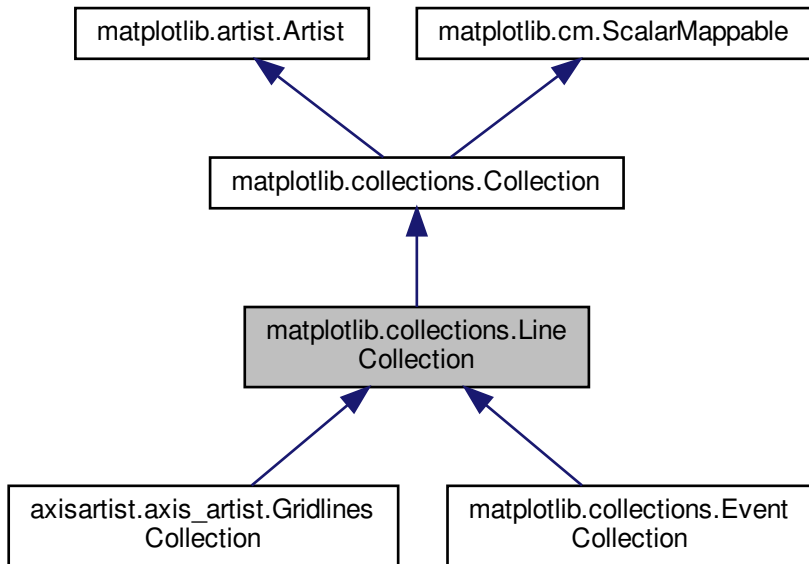 matplotlib.artist.Artist
matplotlib.cm.ScalarMappable
matplotlib.collections.Collection
matplotlib.collections.Line
Collection
axisartist.axis_artist.Gridlines
Collection
matplotlib.collections.Event
Collection